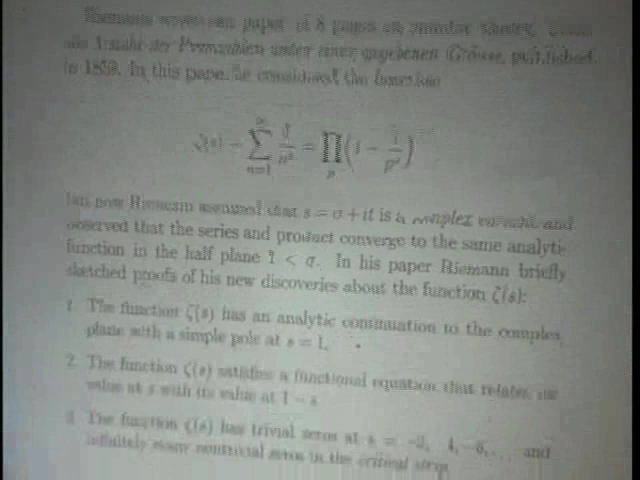 Riemann wrote one paper of 8 pages on number theory,
die Anzahl der Primzahlen unter einer gegebenen Grösse, published
in 1859. In this paper he considered the function
ζ(s) = ∑ n=1 ∞ 1/n^s = ∏ p (1 − 1/p^s)
but now Riemann assumed that s = σ + it is a complex variable and
observed that the series and product converge to the same analytic
function in the half plane 1 < σ. In his paper Riemann briefly
sketched proofs of his new discoveries about the function ζ(s):
1. The function ζ(s) has an analytic continuation to the complex
plane with a simple pole at s = 1.
2. The function ζ(s) satisfies a functional equation that relates its
value at s with its value at 1 − s
3. The function ζ(s) has trivial zeros at s = −2, 4, −6, ... and
infinitely many nontrivial zeros in the critical strip